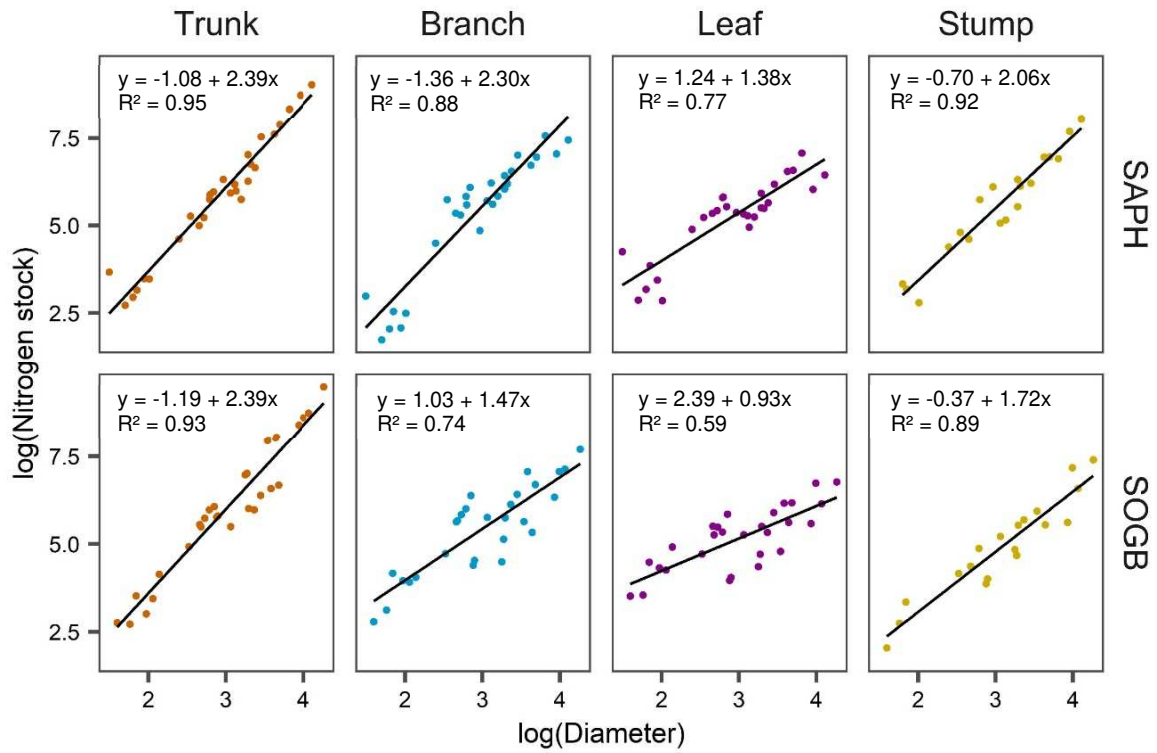 Trunk Branch Leaf Stump
y = -1.08 + 2.39x
R² = 0.95
y = -1.36 + 2.30x
R² = 0.88
y = 1.24 + 1.38x
R² = 0.77
y = -0.70 + 2.06x
R² = 0.92
SAPH
7.5
5.0
2.5
log(Nitrogen stock)
y = -1.19 + 2.39x
R² = 0.93
y = 1.03 + 1.47x
R² = 0.74
y = 2.39 + 0.93x
R² = 0.59
y = -0.37 + 1.72x
R² = 0.89
SOGB
7.5
5.0
2.5
2 3 4 2 3 4 2 3 4 2 3 4
log(Diameter)